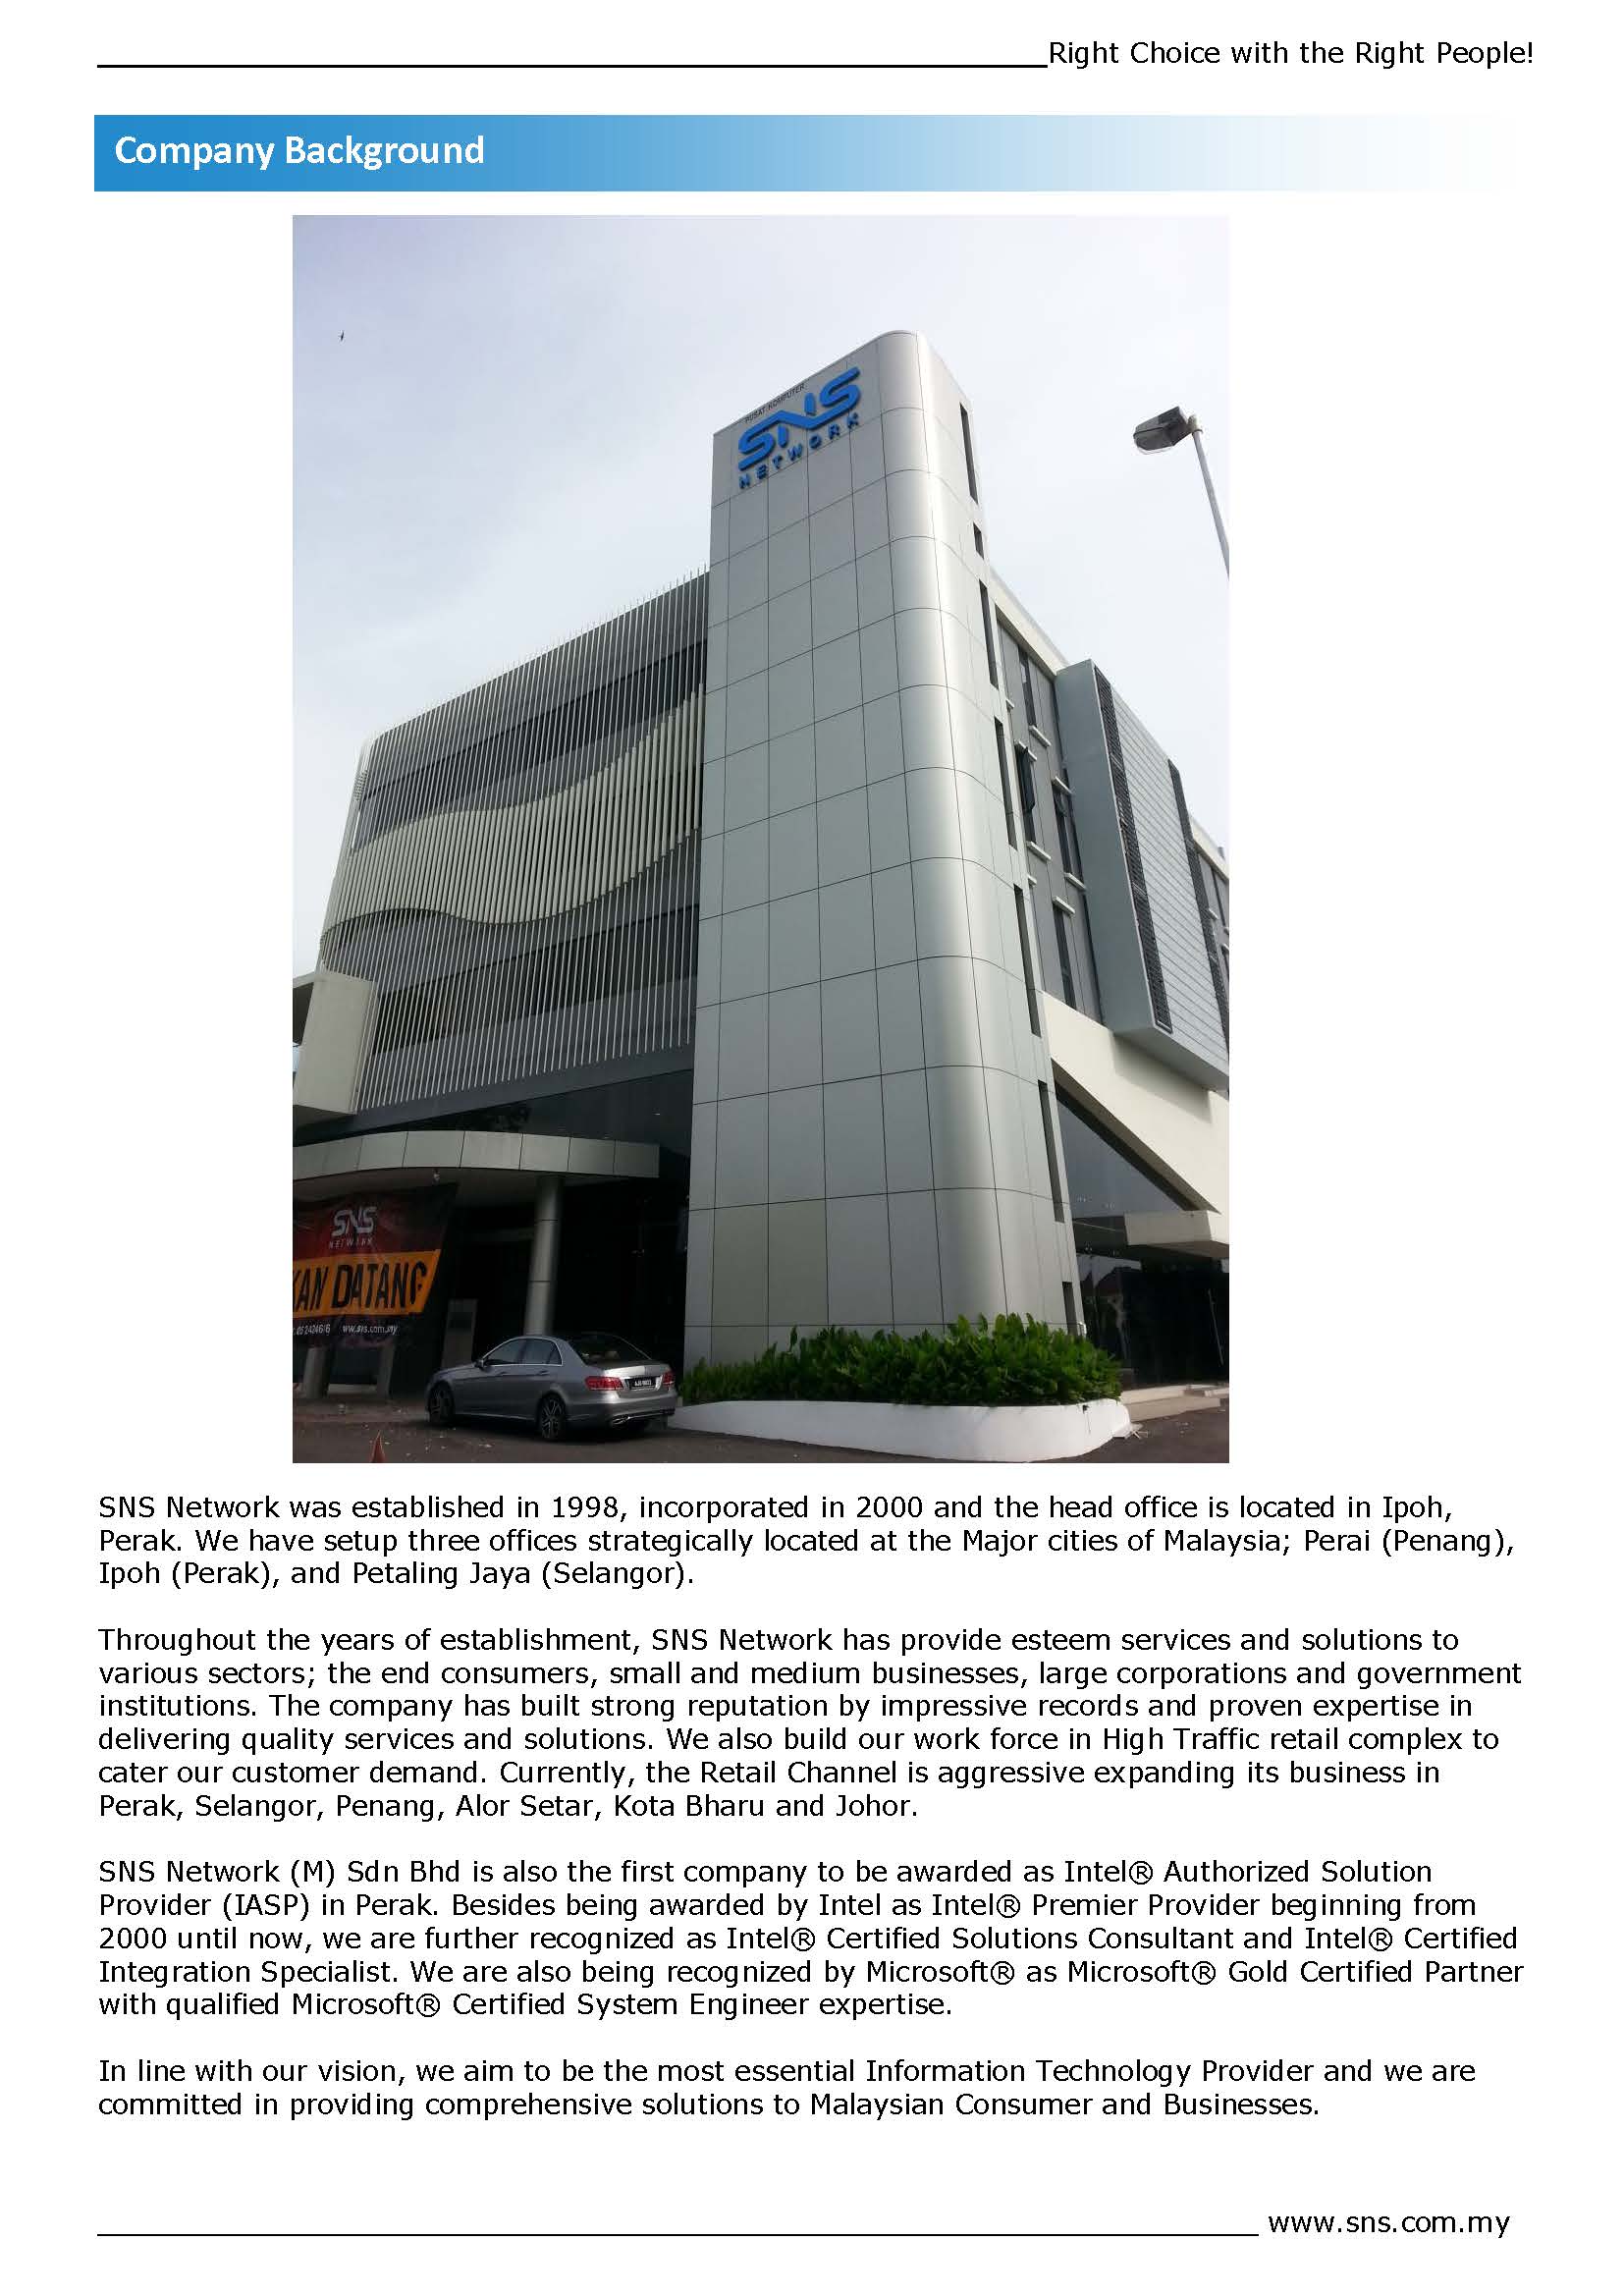 Right Choice with the Right People!
Company Background
PUSAT KOMPUTER
SNS
NETWORK
SNS
NETWORK
KAN DATANG
www.sns.com.my
SNS Network was established in 1998, incorporated in 2000 and the head office is located in Ipoh,
Perak. We have setup three offices strategically located at the Major cities of Malaysia; Perai (Penang),
Ipoh (Perak), and Petaling Jaya (Selangor).
Throughout the years of establishment, SNS Network has provide esteem services and solutions to
various sectors; the end consumers, small and medium businesses, large corporations and government
institutions. The company has built strong reputation by impressive records and proven expertise in
delivering quality services and solutions. We also build our work force in High Traffic retail complex to
cater our customer demand. Currently, the Retail Channel is aggressive expanding its business in
Perak, Selangor, Penang, Alor Setar, Kota Bharu and Johor.
SNS Network (M) Sdn Bhd is also the first company to be awarded as Intel® Authorized Solution
Provider (IASP) in Perak. Besides being awarded by Intel as Intel® Premier Provider beginning from
2000 until now, we are further recognized as Intel® Certified Solutions Consultant and Intel® Certified
Integration Specialist. We are also being recognized by Microsoft® as Microsoft® Gold Certified Partner
with qualified Microsoft® Certified System Engineer expertise.
In line with our vision, we aim to be the most essential Information Technology Provider and we are
committed in providing comprehensive solutions to Malaysian Consumer and Businesses.
www.sns.com.my